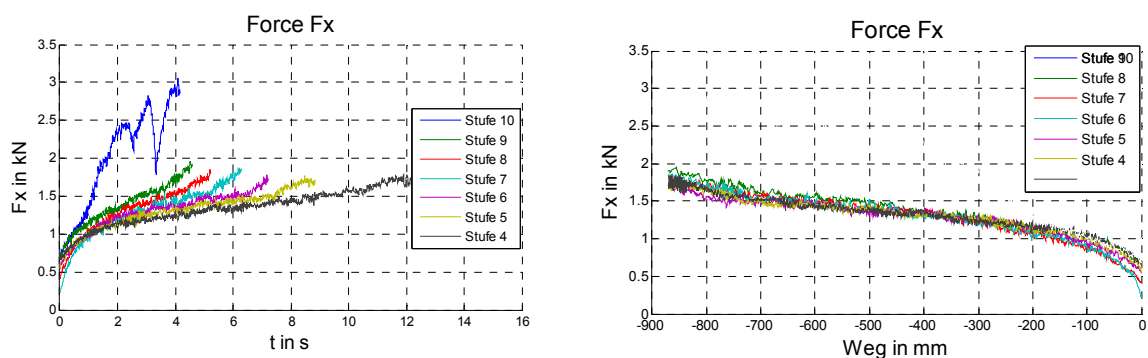 Force Fx
3.5
3
2.5
2
1.5
1
0.5
0
Fx in kN
0 2 4 6 8 10 12 14 16
t in s
Stufe 10
Stufe 9
Stufe 8
Stufe 7
Stufe 6
Stufe 5
Stufe 4
Force Fx
3.5
3
2.5
2
1.5
1
0.5
0
Fx in kN
-900 -800 -700 -600 -500 -400 -300 -200 -100 0
Weg in mm
Stufe 8
Stufe 7
Stufe 6
Stufe 5
Stufe 4